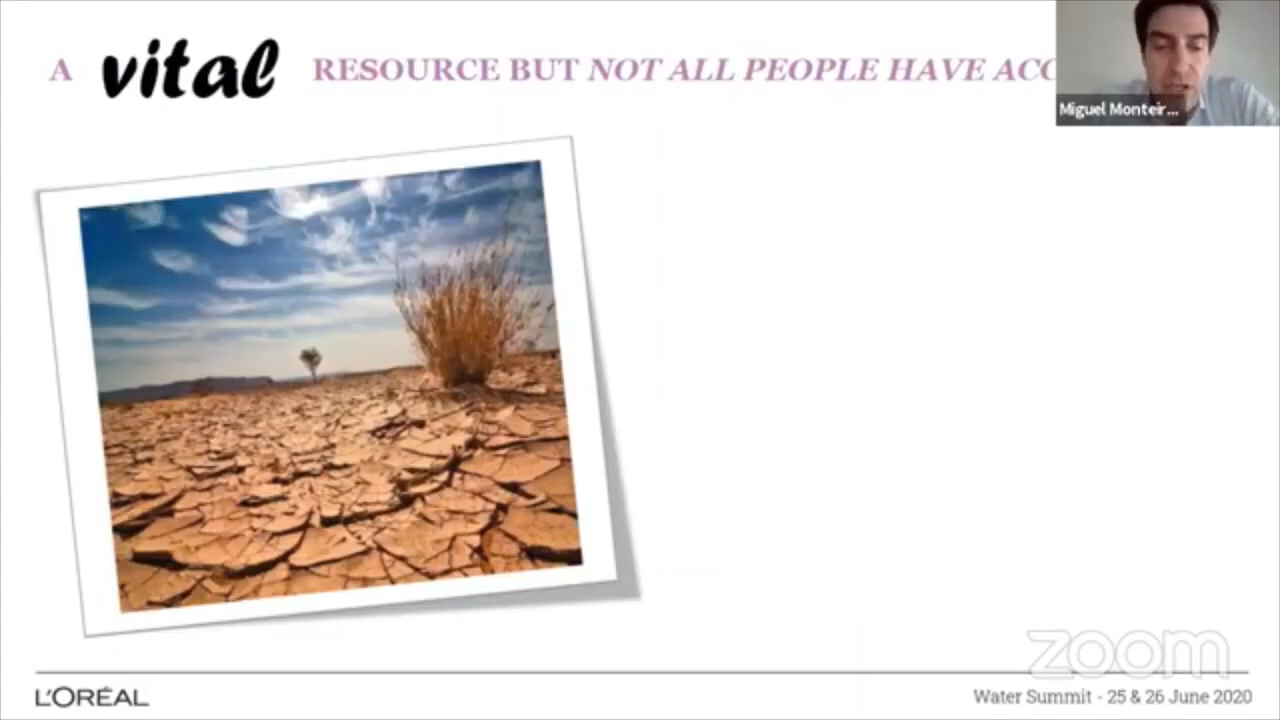 A vital RESOURCE BUT NOT ALL PEOPLE HAVE ACC
Miguel Monteir...
zoom
L'ORÉAL
Water Summit - 25 & 26 June 2020